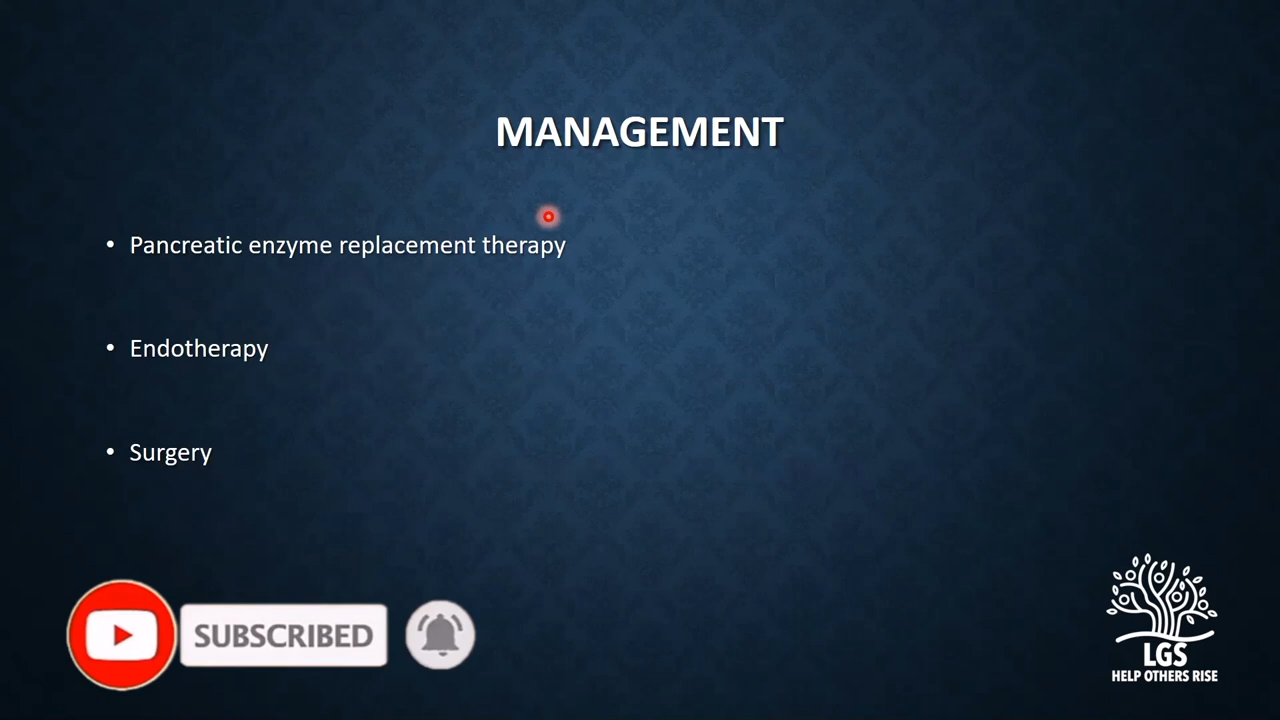 MANAGEMENT
• Pancreatic enzyme replacement therapy
• Endotherapy
• Surgery
SUBSCRIBED
LGS
HELP OTHERS RISE